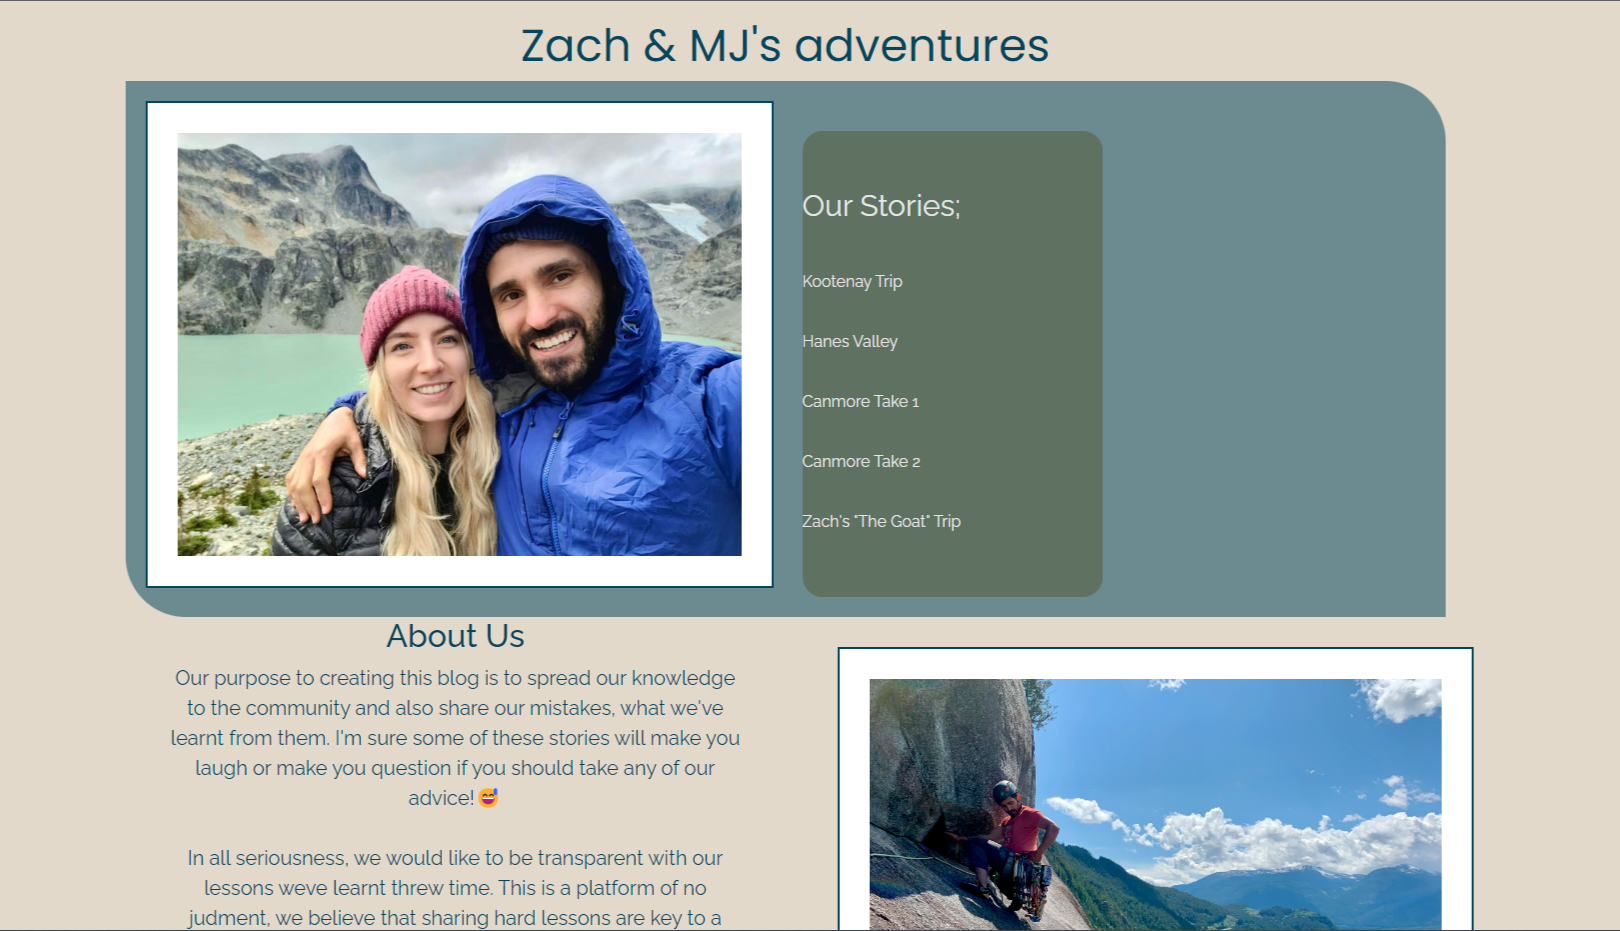 Zach & MJ's adventures
Our Stories;
Kootenay Trip
Hanes Valley
Canmore Take 1
Canmore Take 2
Zach's "The Goat" Trip
About Us
Our purpose to creating this blog is to spread our knowledge
to the community and also share our mistakes, what we've
learnt from them. I'm sure some of these stories will make you
laugh or make you question if you should take any of our
advice! 😅
In all seriousness, we would like to be transparent with our
lessons weve learnt threw time. This is a platform of no
judgment, we believe that sharing hard lessons are key to a